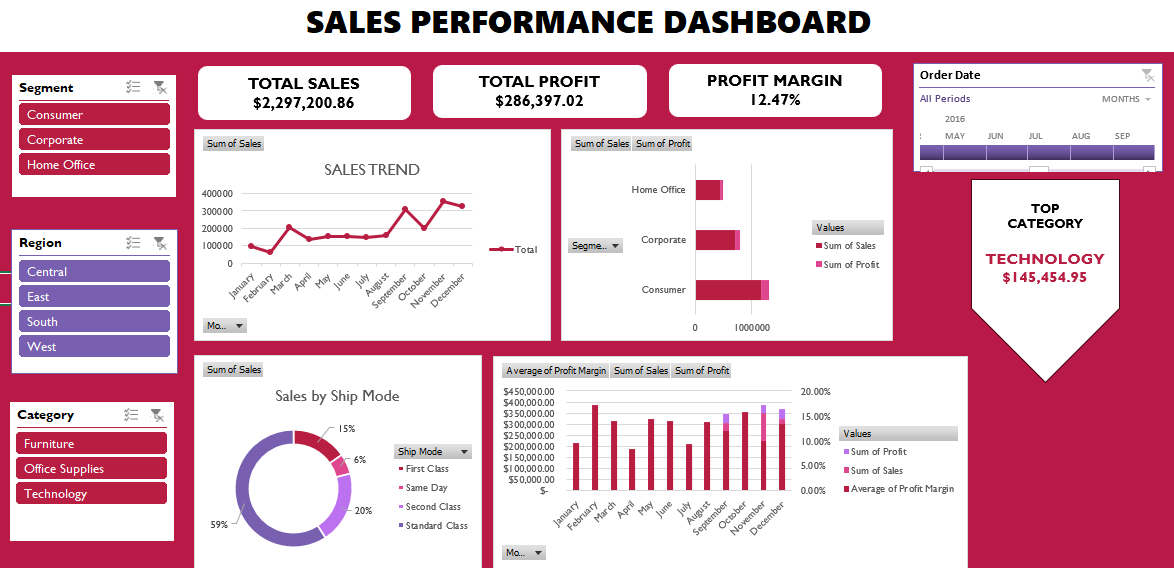 SALES PERFORMANCE DASHBOARD
Segment
Consumer
Corporate
Home Office
Region
Central
East
South
West
Category
Furniture
Office Supplies
Technology
TOTAL SALES
$2,297,200.86
TOTAL PROFIT
$286,397.02
PROFIT MARGIN
12.47%
Order Date
All Periods
MONTHS
2016
MAY JUN JUL AUG SEP
TOP
CATEGORY
TECHNOLOGY
$145,454.95
Sum of Sales
SALES TREND
400000
300000
200000
100000
0
January February March April May June July August September October November December
Total
Mo...
Sum of Sales Sum of Profit
Home Office
Corporate
Consumer
0 1000000
Segme...
Values
Sum of Sales
Sum of Profit
Sum of Sales
Sales by Ship Mode
15%
6%
20%
59%
Ship Mode
First Class
Same Day
Second Class
Standard Class
Average of Profit Margin Sum of Sales Sum of Profit
$450,000.00
$400,000.00
$350,000.00
$300,000.00
$250,000.00
$200,000.00
$150,000.00
$100,000.00
$50,000.00
$-
20.00%
15.00%
10.00%
5.00%
0.00%
January February March April May June July August September October November December
Values
Sum of Profit
Sum of Sales
Average of Profit Margin
Mo...